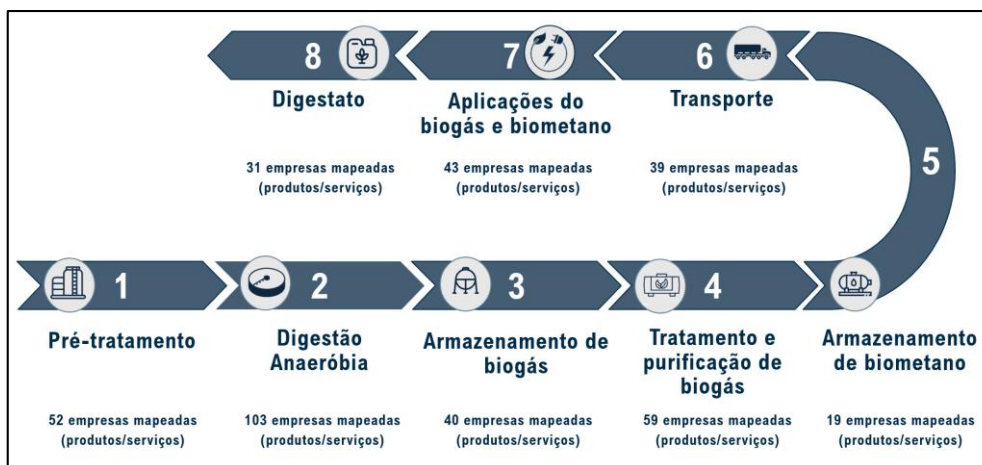 8
Digestato
31 empresas mapeadas
(produtos/serviços)
7
Aplicações do
biogás e biometano
43 empresas mapeadas
(produtos/serviços)
6
Transporte
39 empresas mapeadas
(produtos/serviços)
5
1
Pré-tratamento
52 empresas mapeadas
(produtos/serviços)
2
Digestão
Anaeróbia
103 empresas mapeadas
(produtos/serviços)
3
Armazenamento de
biogás
40 empresas mapeadas
(produtos/serviços)
4
Tratamento e
purificação de
biogás
59 empresas mapeadas
(produtos/serviços)
Armazenamento
de biometano
19 empresas mapeadas
(produtos/serviços)